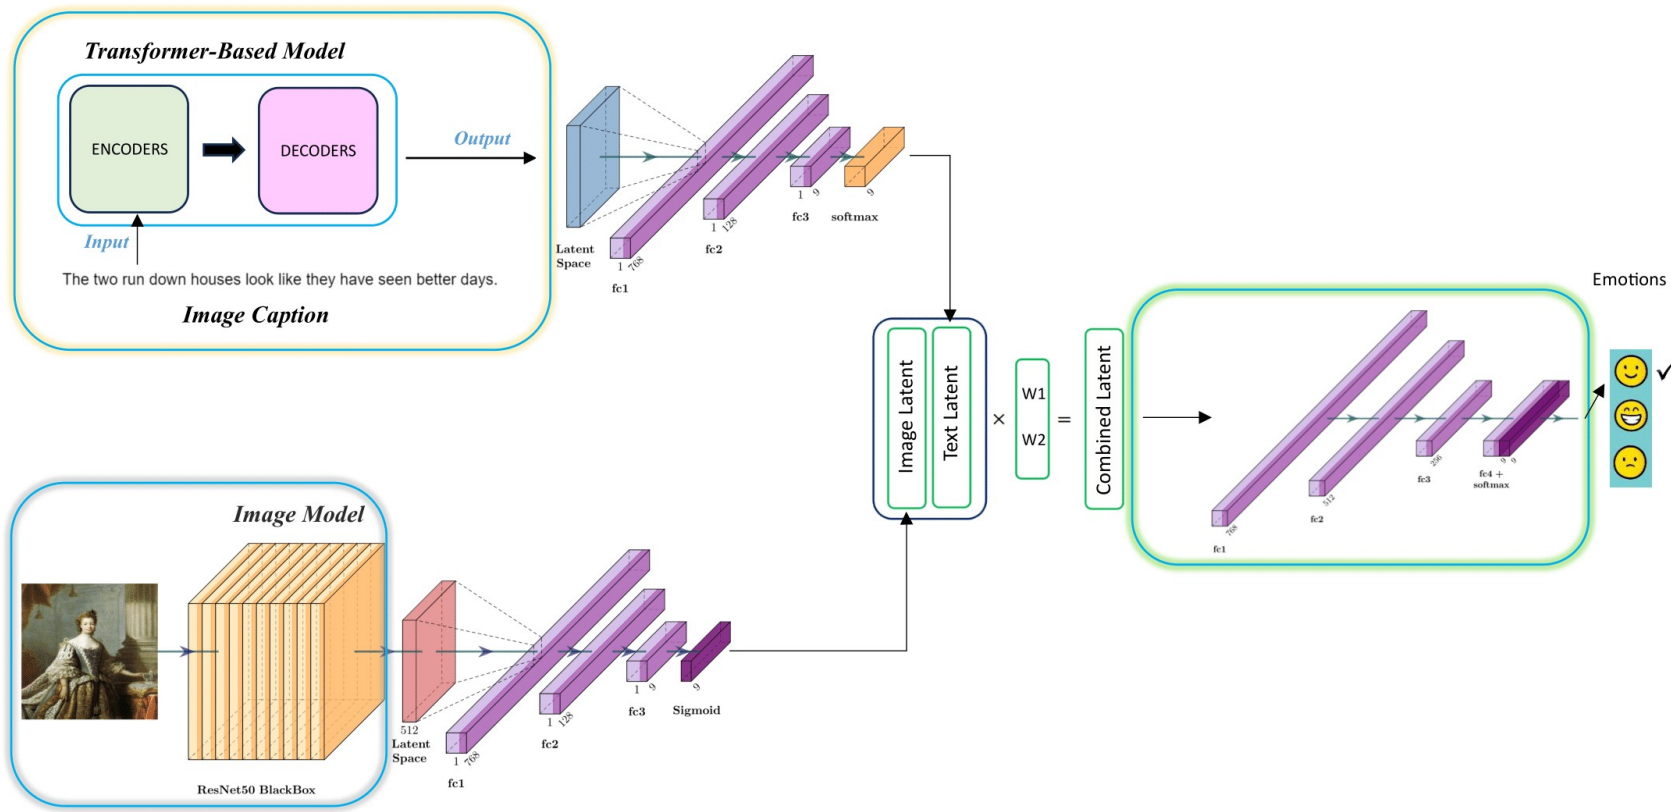 Transformer-Based Model
ENCODERS
DECODERS
Output
Input
The two run down houses look like they have seen better days.
Image Caption
Latent
Space
1 768
fc1
1 128
fc2
1 9
fc3
9
softmax
Image Latent
Text Latent
×
W1
W2
=
Combined Latent
Emotions
768
fc1
512
fc2
256
fc3
9 9
fc4 +
softmax
Image Model
ResNet50 BlackBox
512
Latent
Space
1 768
fc1
1 128
fc2
1 9
fc3
9
Sigmoid